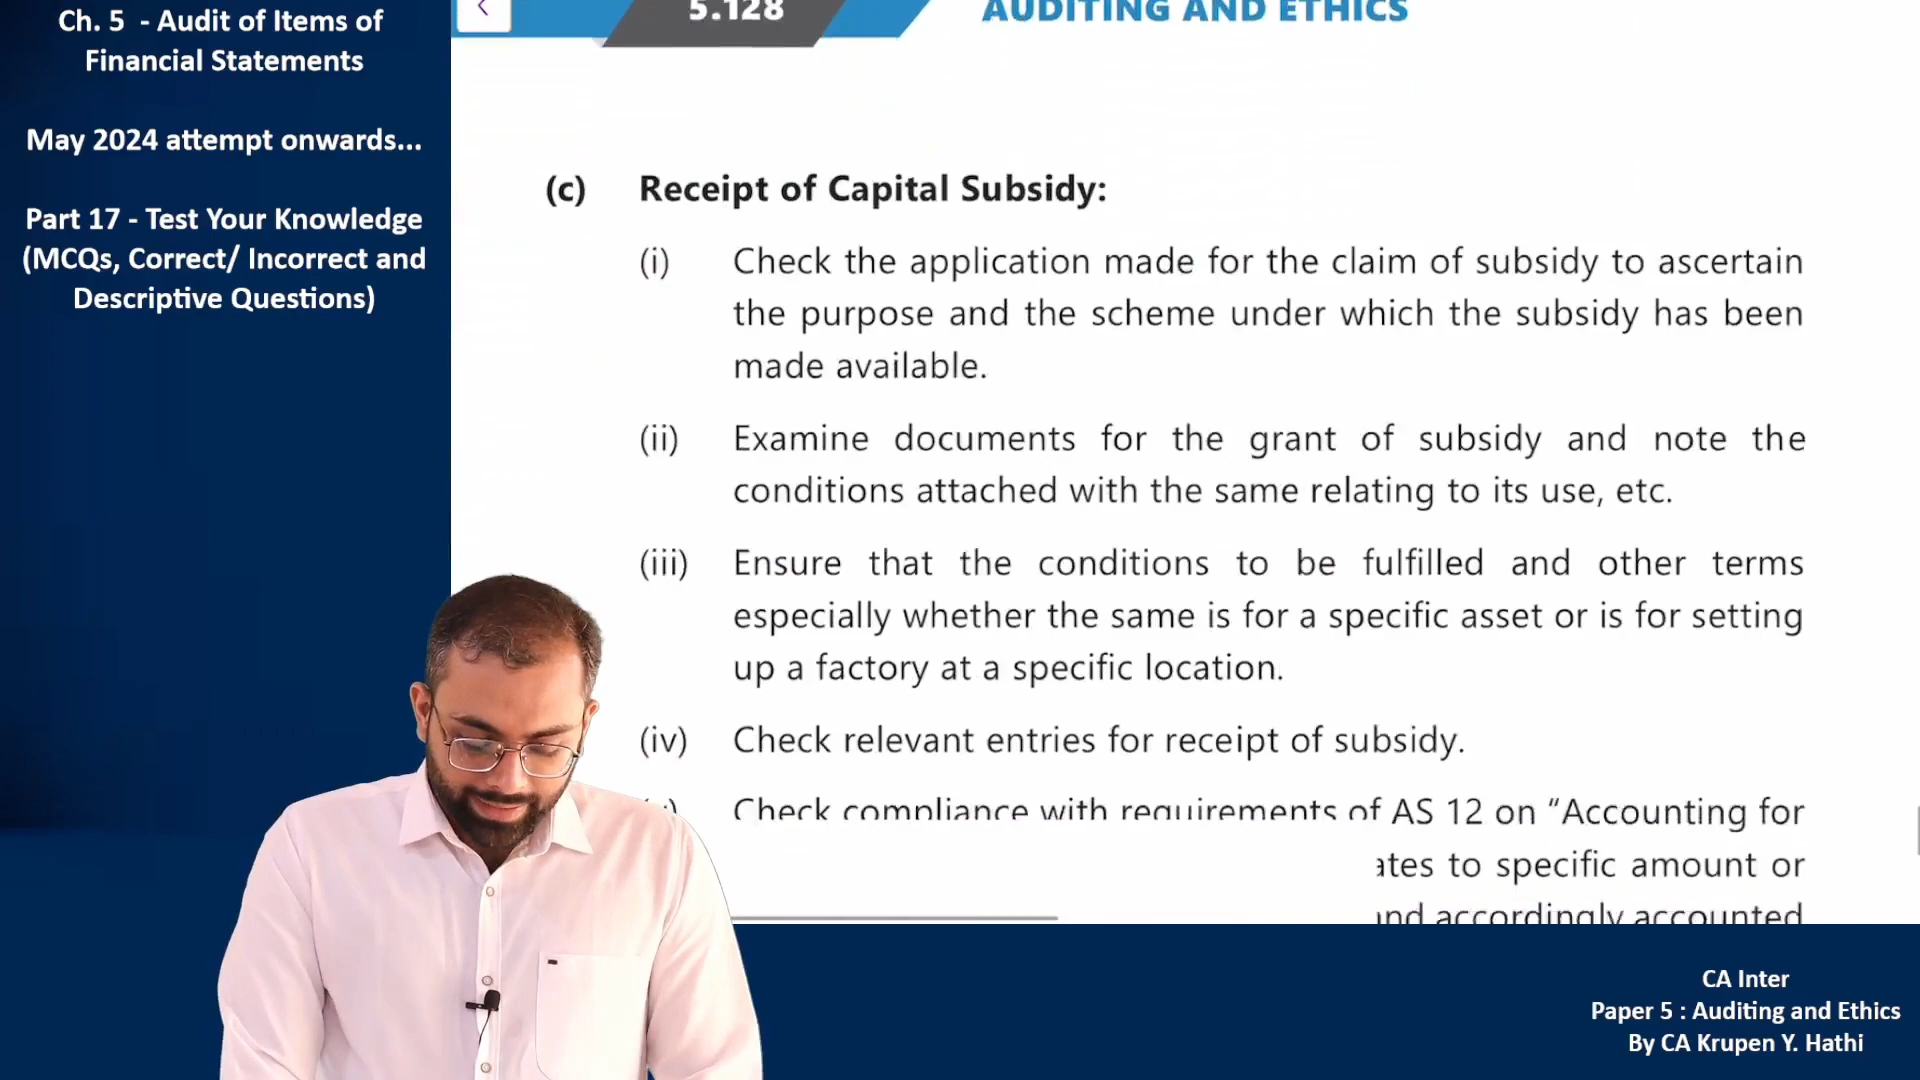 Ch. 5 - Audit of Items of
Financial Statements
May 2024 attempt onwards...
Part 17 - Test Your Knowledge
(MCQs, Correct/ Incorrect and
Descriptive Questions)
5.128
AUDITING AND ETHICS
(c) Receipt of Capital Subsidy:
(i) Check the application made for the claim of subsidy to ascertain
the purpose and the scheme under which the subsidy has been
made available.
(ii) Examine documents for the grant of subsidy and note the
conditions attached with the same relating to its use, etc.
(iii) Ensure that the conditions to be fulfilled and other terms
especially whether the same is for a specific asset or is for setting
up a factory at a specific location.
(iv) Check relevant entries for receipt of subsidy.
Check compliance with requirements of AS 12 on “Accounting for
to specific amount or
accordingly accounted
CA Inter
Paper 5 : Auditing and Ethics
By CA Krupen Y. Hathi